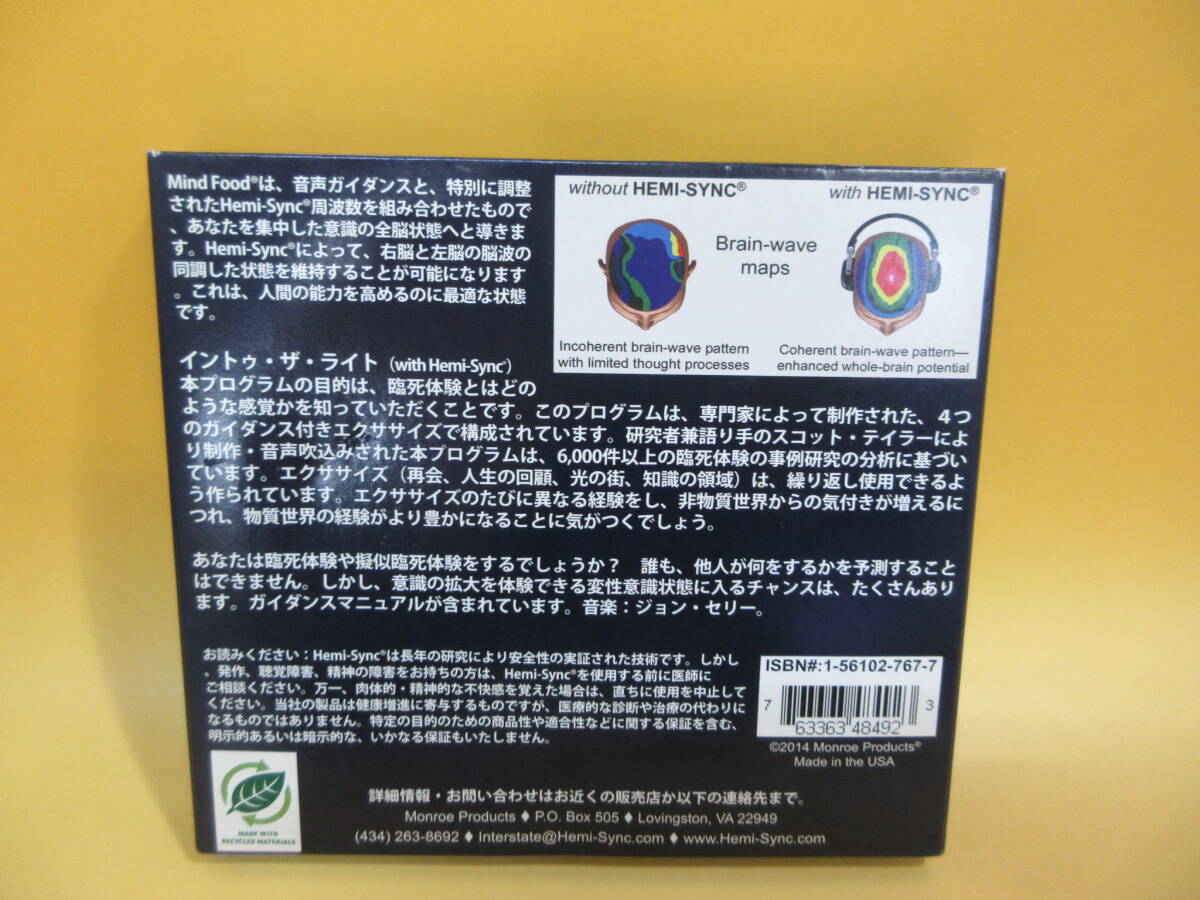 Mind Food®は、音声ガイダンスと、特別に調整
されたHemi-Sync®周波数を組み合わせたもので
、あなたを集中した意識の全脳状態へと導きま
す。Hemi-Sync®によって、右脳と左脳の脳波の
同調した状態を維持することが可能になります
。これは、人間の能力を高めるのに最適な状態
です。
without HEMI-SYNC®
with HEMI-SYNC®
Brain-wave
maps
Incoherent brain-wave pattern
with limited thought processes
Coherent brain-wave pattern—
enhanced whole-brain potential
イントゥ・ザ・ライト（with Hemi-Sync®）
本プログラムの目的は、臨死体験とはどの
ような感覚かを知っていただくことです。このプログラムは、専門家によって制作された、４つ
のガイダンス付きエクササイズで構成されています。研究者兼語り手のスコット・テイラーによ
り制作・音声吹込みされた本プログラムは、6,000件以上の臨死体験の事例研究の分析に基づい
ています。エクササイズ（再会、人生の回顧、光の街、知識の領域）は、繰り返し使用できるよ
う作られています。エクササイズのたびに異なる経験をし、非物質世界からの気付きが増えるに
つれ、物質世界の経験がより豊かになることに気がつくでしょう。
あなたは臨死体験や擬似臨死体験をするでしょうか？　誰も、他人が何をするかを予測すること
はできません。しかし、意識の拡大を体験できる変性意識状態に入るチャンスは、たくさんあり
ます。ガイダンスマニュアルが含まれています。音楽：ジョン・セリー。
お読みください：Hemi-Sync®は長年の研究により安全性の実証された技術です。しかし
、発作、聴覚障害、精神の障害をお持ちの方は、Hemi-Sync®を使用する前に医師に
ご相談ください。万一、肉体的・精神的な不快感を覚えた場合は、直ちに使用を中止して
ください。当社の製品は健康増進に寄与するものですが、医療的な診断や治療の代わりに
なるものではありません。特定の目的のための商品性や適合性などに関する保証を含む、
明示的あるいは暗示的な、いかなる保証もいたしません。
ISBN#:1-56102-767-7
7 63363 48492 3
©2014 Monroe Products®
Made in the USA
MADE WITH
RECYCLED MATERIALS
詳細情報・お問い合わせはお近くの販売店か以下の連絡先まで。
Monroe Products ♦ P.O. Box 505 ♦ Lovingston, VA 22949
(434) 263-8692 ♦ Interstate@Hemi-Sync.com ♦ www.Hemi-Sync.com